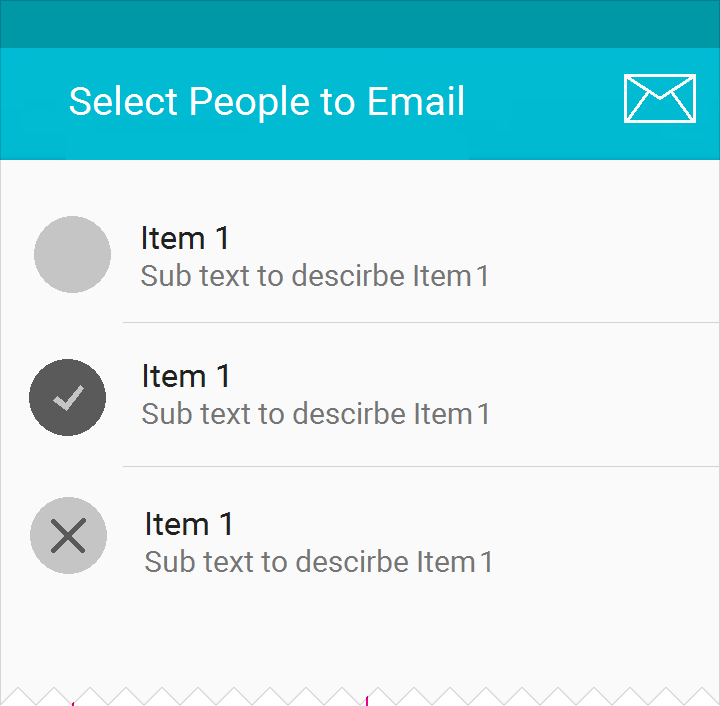 Select People to Email
Item 1
Sub text to descirbe Item 1
Item 1
Sub text to descirbe Item 1
Item 1
Sub text to descirbe Item 1